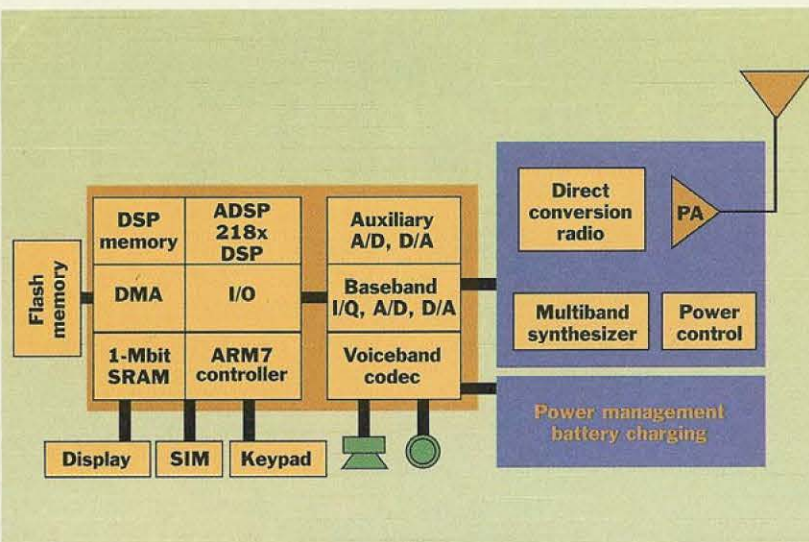 DSP
memory
ADSP
218x
DSP
Auxiliary
A/D, D/A
Direct
conversion
radio
PA
Flash
memory
DMA
I/O
Baseband
I/Q, A/D, D/A
Multiband
synthesizer
Power
control
1-Mbit
SRAM
ARM7
controller
Voiceband
codec
Power management
battery charging
Display
SIM
Keypad